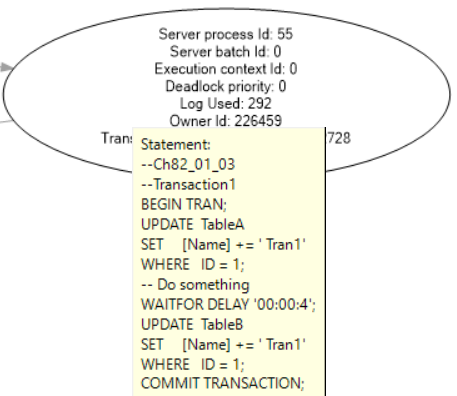 Server process Id: 55
Server batch Id: 0
Execution context Id: 0
Deadlock priority: 0
Log Used: 292
Owner Id: 226459
728
Statement:
--Ch82_01_03
--Transaction1
BEGIN TRAN;
UPDATE TableA
SET [Name] += ' Tran1'
WHERE ID = 1;
-- Do something
WAITFOR DELAY '00:00:4';
UPDATE TableB
SET [Name] += ' Tran1'
WHERE ID = 1;
COMMIT TRANSACTION;